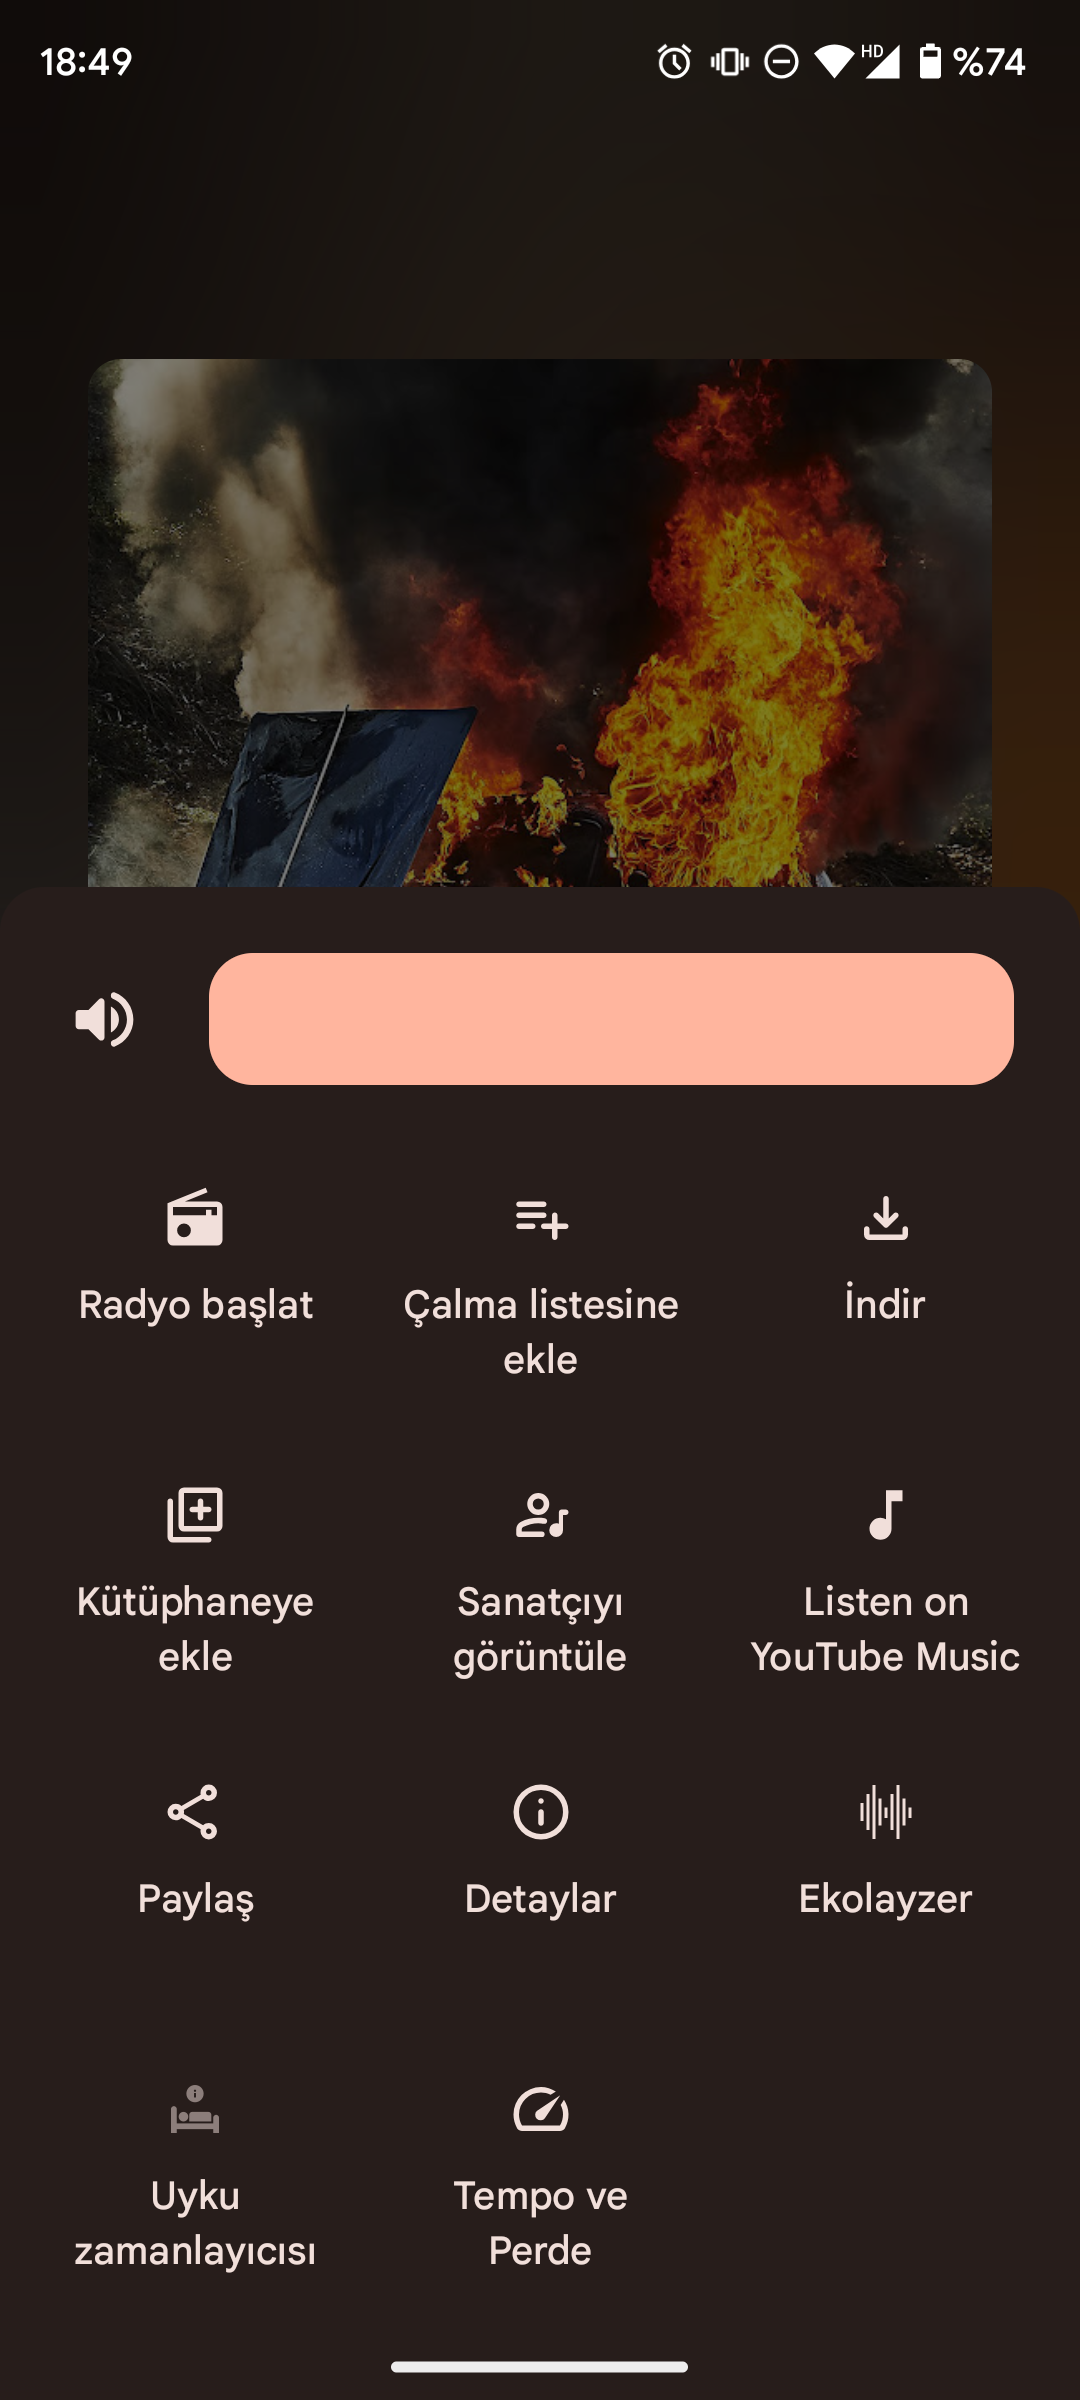 18:49
HD
%74
Radyo başlat
Çalma listesine
ekle
İndir
Kütüphaneye
ekle
Sanatçıyı
görüntüle
Listen on
YouTube Music
Paylaş
Detaylar
Ekolayzer
Uyku
zamanlayıcısı
Tempo ve
Perde